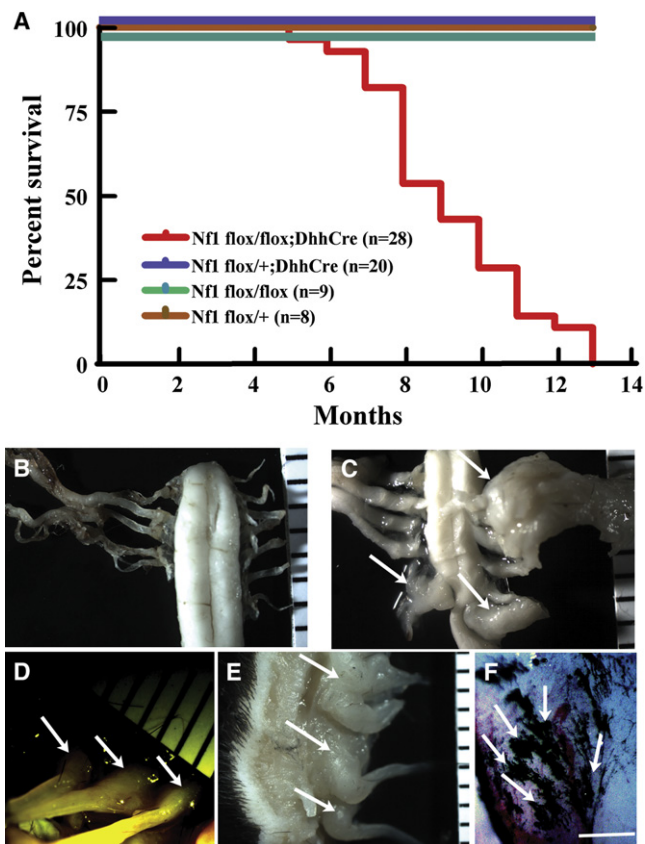 A
100
75
50
25
0
Percent survival
Nf1 flox/flox;DhhCre (n=28)
Nf1 flox/+;DhhCre (n=20)
Nf1 flox/flox (n=9)
Nf1 flox/+ (n=8)
0 2 4 6 8 10 12 14
Months
B
C
D
E
F